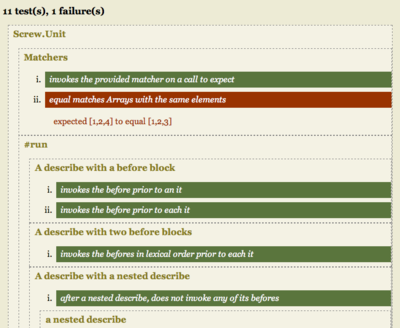 11 test(s), 1 failure(s)
Screw.Unit
Matchers
i. invokes the provided matcher on a call to expect
ii. equal matches Arrays with the same elements
expected [1,2,4] to equal [1,2,3]
#run
A describe with a before block
i. invokes the before prior to an it
ii. invokes the before prior to each it
A describe with two before blocks
i. invokes the befores in lexical order prior to each it
A describe with a nested describe
i. after a nested describe, does not invoke any of its befores
a nested describe